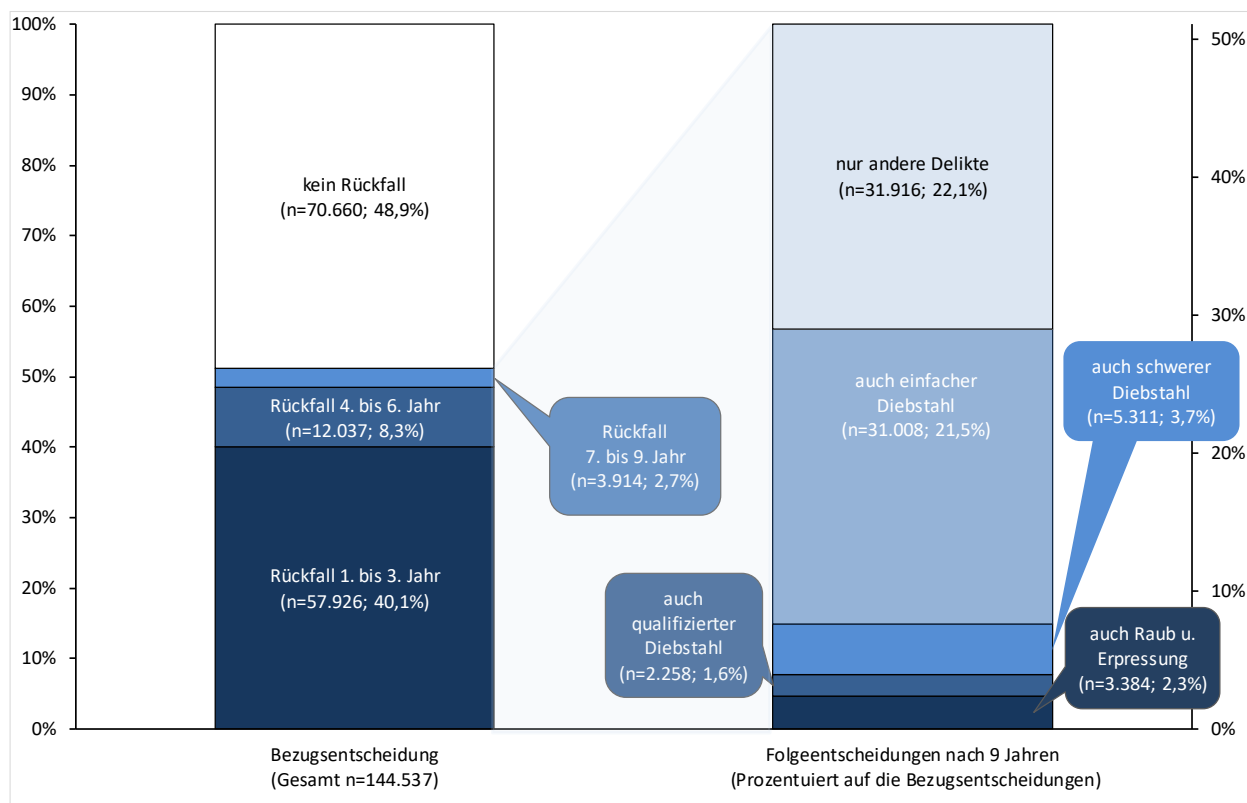 100%
90%
80%
70%
60%
50%
40%
30%
20%
10%
0%
kein Rückfall
(n=70.660; 48,9%)
Rückfall 4. bis 6. Jahr
(n=12.037; 8,3%)
Rückfall 1. bis 3. Jahr
(n=57.926; 40,1%)
Rückfall
7. bis 9. Jahr
(n=3.914; 2,7%)
nur andere Delikte
(n=31.916; 22,1%)
auch einfacher
Diebstahl
(n=31.008; 21,5%)
auch
qualifizierter
Diebstahl
(n=2.258; 1,6%)
auch schwerer
Diebstahl
(n=5.311; 3,7%)
auch Raub u.
Erpressung
(n=3.384; 2,3%)
50%
40%
30%
20%
10%
0%
Bezugsentscheidung
(Gesamt n=144.537)
Folgeentscheidungen nach 9 Jahren
(Prozentuiert auf die Bezugsentscheidungen)